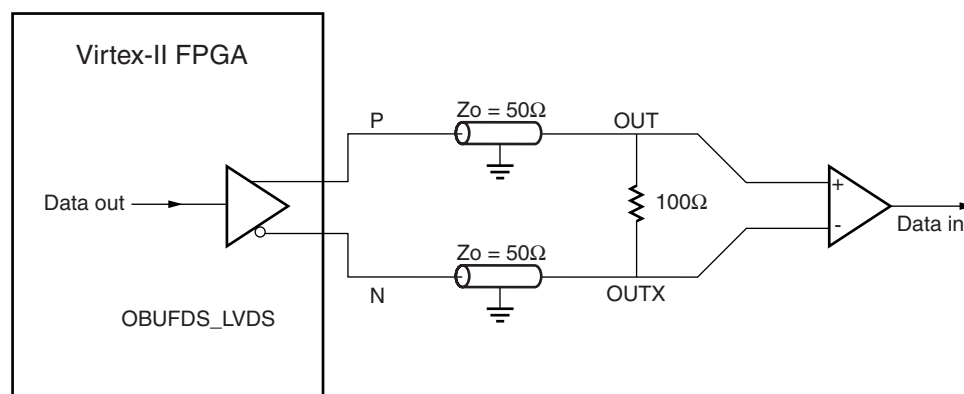 Virtex-II FPGA
Zo = 50Ω
P
OUT
Data out
+
100Ω
-
Data in
Zo = 50Ω
N
OUTX
OBUFDS_LVDS